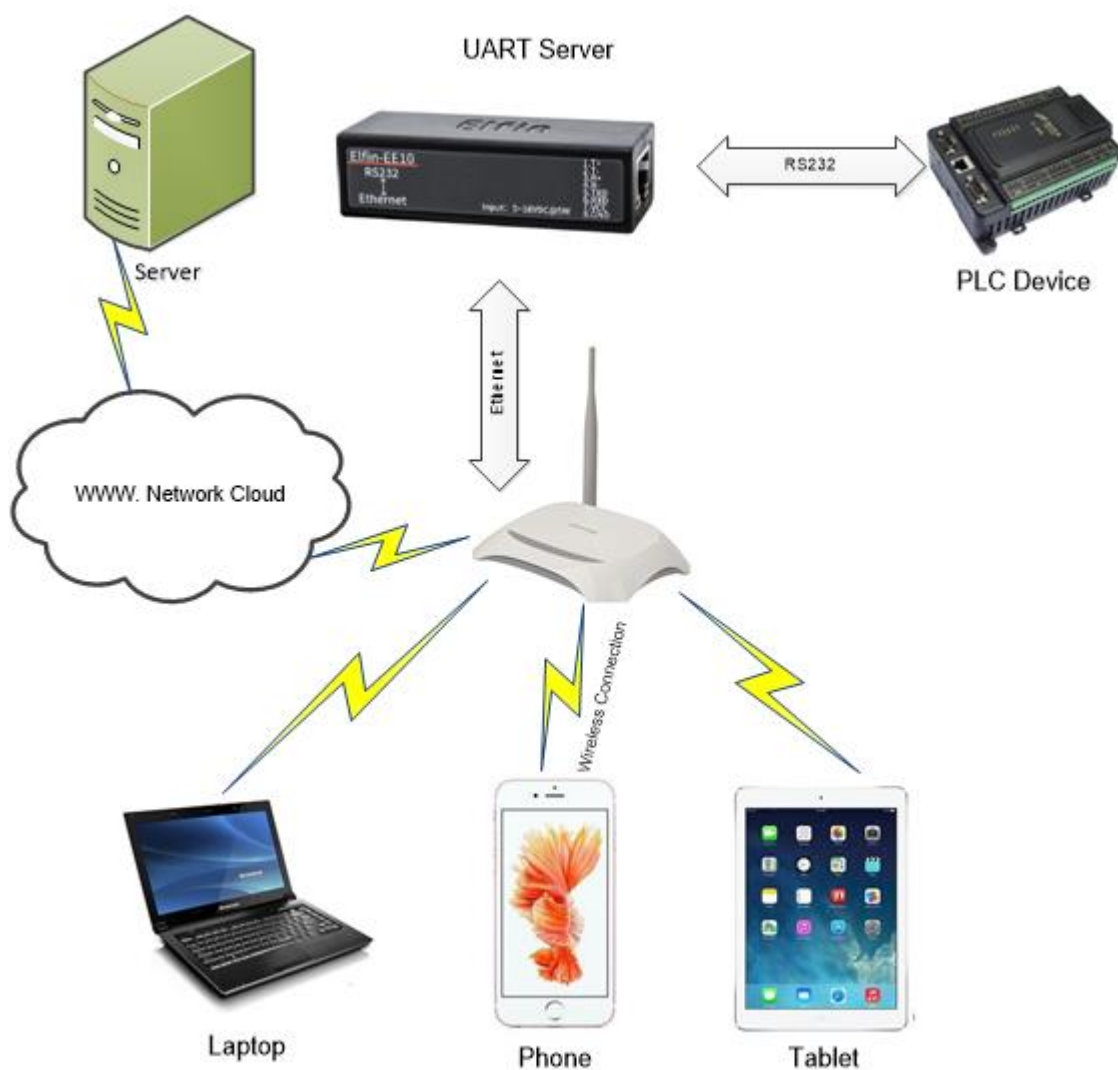 UART Server
Elfin
Elfin-EE10
RS232
Ethernet
RS232
Server
PLC Device
Ethernet
WWW. Network Cloud
Wireless Connection
Laptop
Phone
Tablet